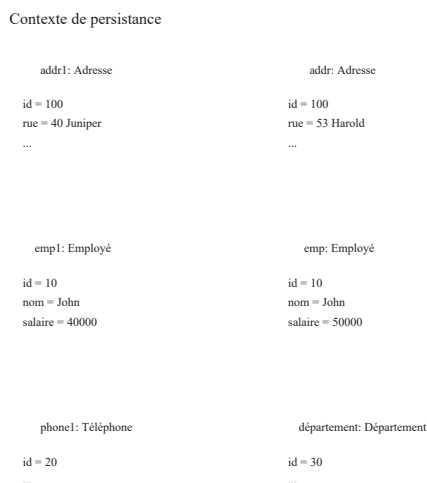 Contexte de persistance
addr1: Adresse
addr: Adresse
id = 100
id = 100
rue = 40 Juniper
rue = 53 Harold
...
...
emp1: Employé
emp: Employé
id = 10
id = 10
nom = John
nom = John
salaire = 40000
salaire = 50000
phone1: Téléphone
département: Département
id = 20
id = 30
...
...